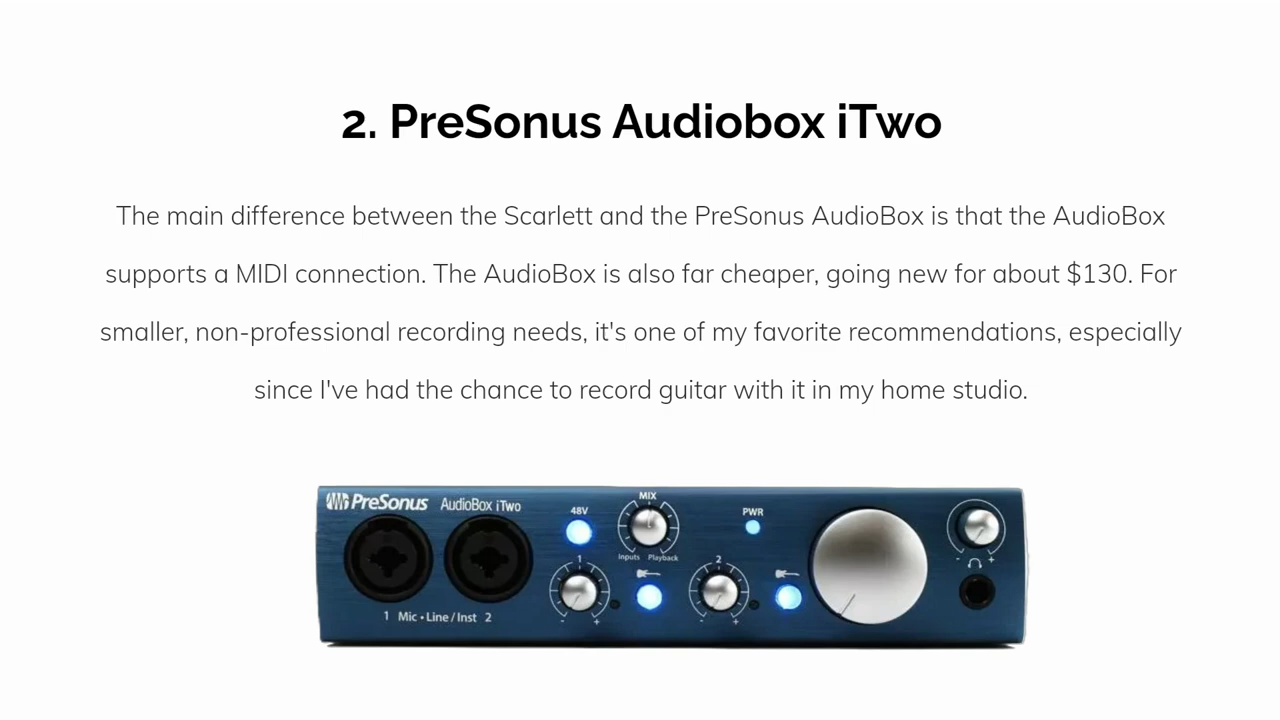 2. PreSonus Audiobox iTwo
The main difference between the Scarlett and the PreSonus AudioBox is that the AudioBox
supports a MIDI connection. The AudioBox is also far cheaper, going new for about $130. For
smaller, non-professional recording needs, it's one of my favorite recommendations, especially
since I've had the chance to record guitar with it in my home studio.
PreSonus AudioBox iTwo
48V
MIX
PWR
Inputs Playback
1
2
- +
- +
- +
1 Mic • Line / Inst 2